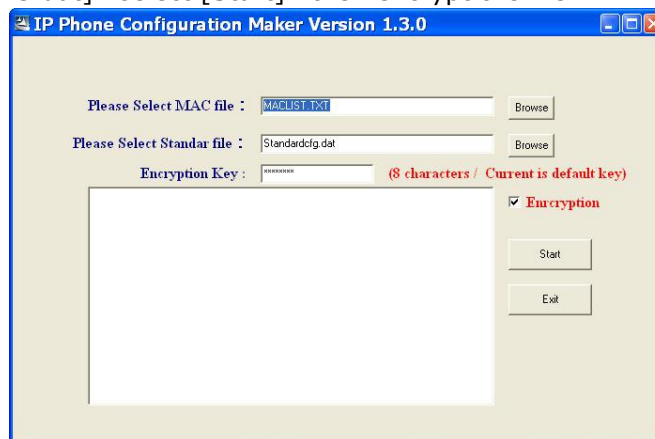 IP Phone Configuration Maker Version 1.3.0
Please Select MAC file : MACLIST.TXT Browse
Please Select Standar file : Standardcfg.dat Browse
Encryption Key : ******** (8 characters / Current is default key)
Enrcryption
Start
Exit